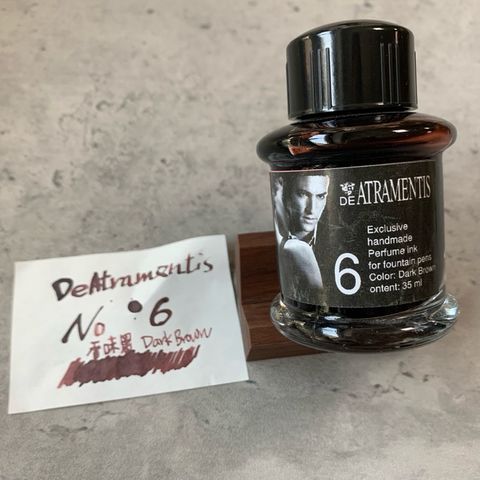 DeAtramentis
No 6
香味墨 Dark Brown
DE ATRAMENTIS
6
Exclusive
handmade
Perfume ink
for fountain pens
Color: Dark Brown
ontent: 35 ml